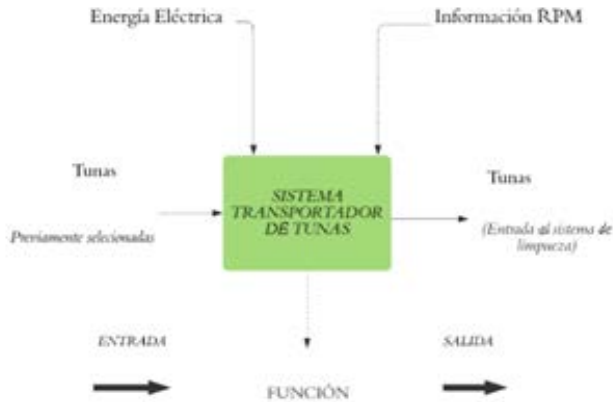 Energía Eléctrica
Información RPM
Tunas
Previamente selecionadas
SISTEMA
TRANSPORTADOR
DE TUNAS
Tunas
(Entrada al sistema de
limpueza)
ENTRADA
SALIDA
FUNCIÓN